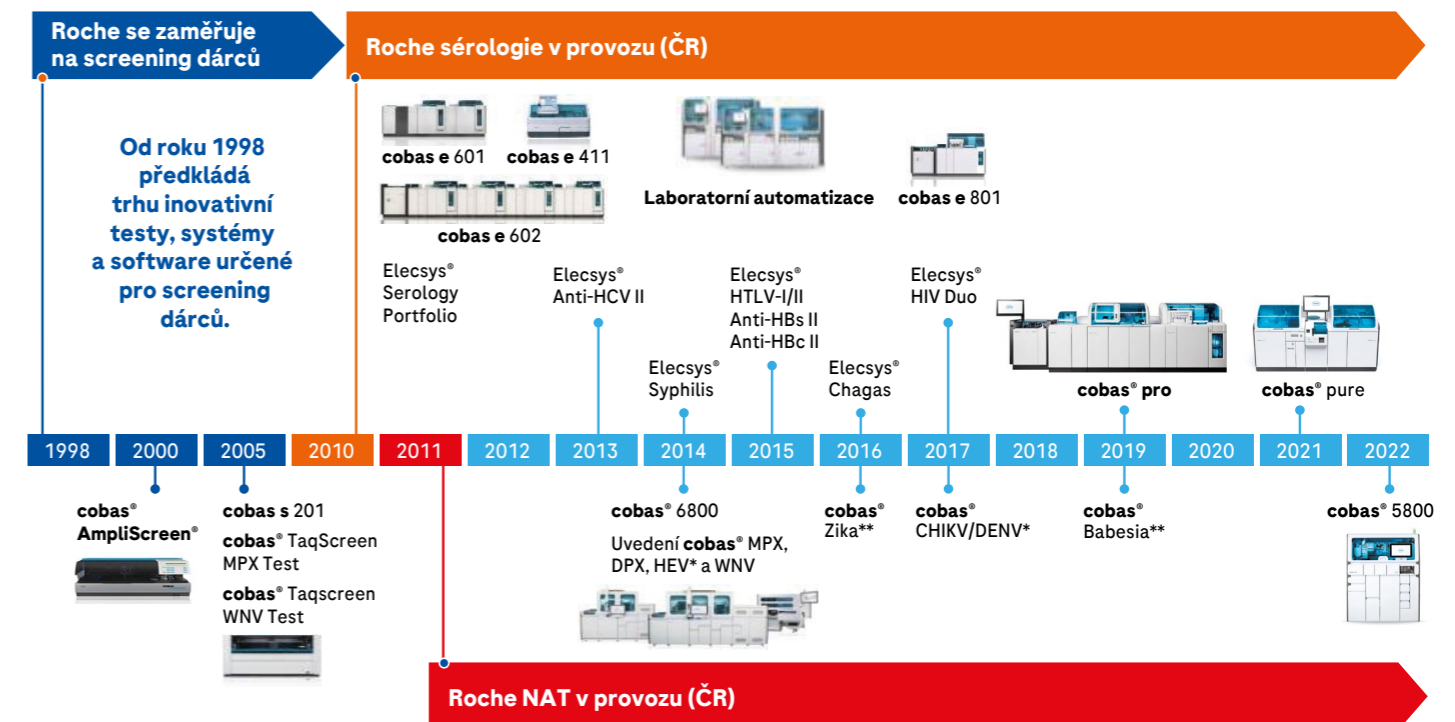 Roche se zaměřuje
na screening dárců
Roche sérologie v provozu (ČR)
Od roku 1998
předkládá
trhu inovativní
testy, systémy
a software určené
pro screening
dárců.
cobas e 601
cobas e 411
cobas e 602
Laboratorní automatizace
cobas e 801
Elecsys®
Serology
Portfolio
Elecsys®
Anti-HCV II
Elecsys®
Syphilis
Elecsys®
HTLV-I/II
Anti-HBs II
Anti-HBc II
Elecsys®
Chagas
Elecsys®
HIV Duo
cobas® pro
cobas® pure
1998 2000 2005 2010 2011 2012 2013 2014 2015 2016 2017 2018 2019 2020 2021 2022
cobas®
AmpliScreen®
cobas s 201
cobas® TaqScreen
MPX Test
cobas® Taqscreen
WNV Test
cobas® 6800
Uvedení cobas® MPX,
DPX, HEV* a WNV
cobas®
Zika**
cobas®
CHIKV/DENV*
cobas®
Babesia**
cobas® 5800
Roche NAT v provozu (ČR)